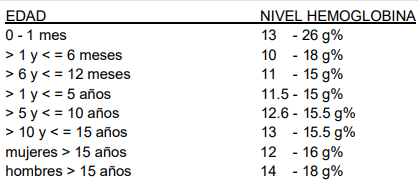 EDAD NIVEL HEMOGLOBINA
0 - 1 mes 13 - 26 g%
> 1 y < = 6 meses 10 - 18 g%
> 6 y < = 12 meses 11 - 15 g%
> 1 y < = 5 años 11.5 - 15 g%
> 5 y < = 10 años 12.6 - 15.5 g%
> 10 y < = 15 años 13 - 15.5 g%
mujeres > 15 años 12 - 16 g%
hombres > 15 años 14 - 18 g%